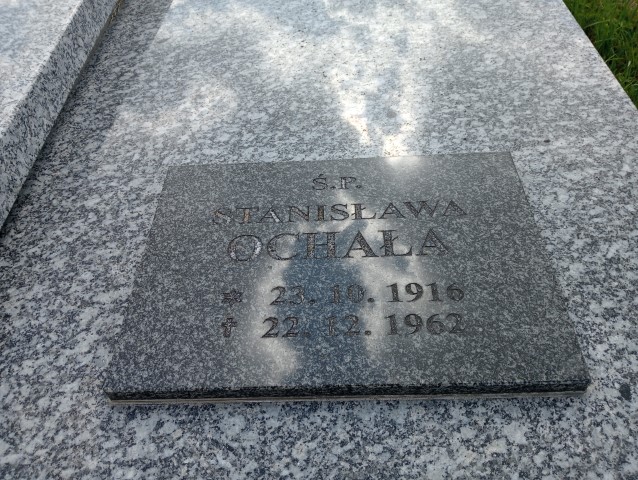 Ś.P.
STANISŁAWA
OCHAŁA
* 23. 10. 1916
† 22. 12. 1962